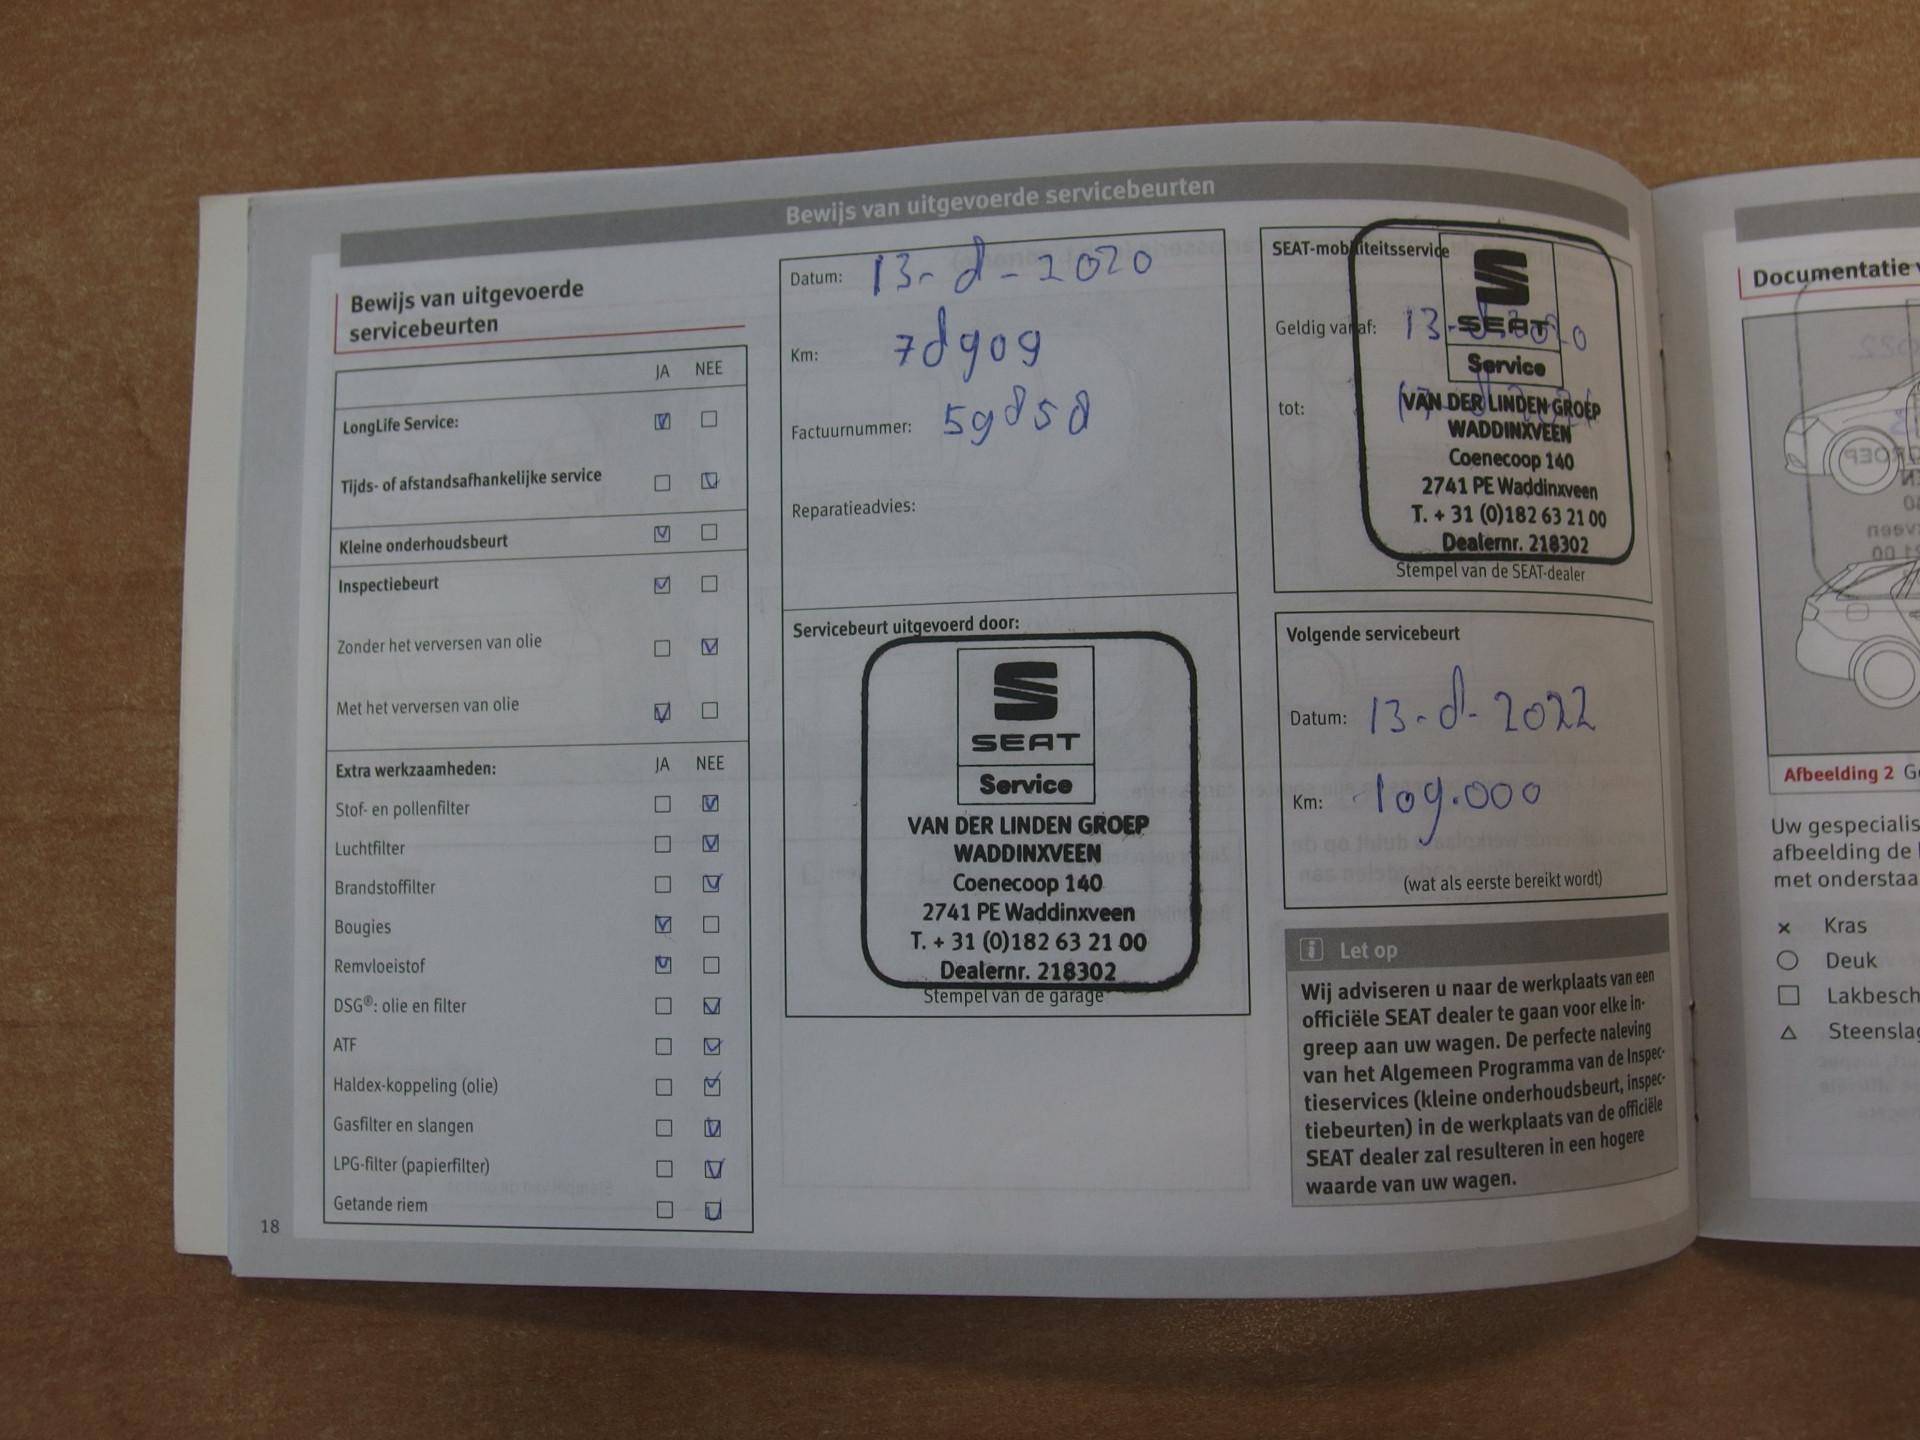 Bewijs van uitgevoerde servicebeurten
Bewijs van uitgevoerde
servicebeurten
JA NEE
LongLife Service:
Tijds- of afstandsafhankelijke service
Kleine onderhoudsbeurt
Inspectiebeurt
Zonder het verversen van olie
Met het verversen van olie
Extra werkzaamheden: JA NEE
Stof- en pollenfilter
Luchtfilter
Brandstoffilter
Bougies
Remvloeistof
DSG®: olie en filter
ATF
Haldex-koppeling (olie)
Gasfilter en slangen
LPG-filter (papierfilter)
Getande riem
18
Datum: 13-8-2020
Km: 78909
Factuurnummer: 59858
Reparatieadvies:
Servicebeurt uitgevoerd door:
SEAT
Service
VAN DER LINDEN GROEP
WADDINXVEEN
Coenecoop 140
2741 PE Waddinxveen
T. + 31 (0)182 63 21 00
Dealernr. 218302
Stempel van de garage
SEAT-mobiliteitsservice
Geldig vanaf: 13-8-2020
tot:
SEAT
Service
VAN DER LINDEN GROEP
WADDINXVEEN
Coenecoop 140
2741 PE Waddinxveen
T. + 31 (0)182 63 21 00
Dealernr. 218302
Stempel van de SEAT-dealer
Volgende servicebeurt
Datum: 13-8-2022
Km: 109.000
(wat als eerste bereikt wordt)
i Let op
Wij adviseren u naar de werkplaats van een
officiële SEAT dealer te gaan voor elke in-
greep aan uw wagen. De perfecte naleving
van het Algemeen Programma van de Inspec-
tieservices (kleine onderhoudsbeurt, inspec-
tiebeurten) in de werkplaats van de officiële
SEAT dealer zal resulteren in een hogere
waarde van uw wagen.
Documentatie
Afbeelding 2
Uw gespecialis
afbeelding de
met onderstaa
Kras
Deuk
Lakbesch
Steenslag